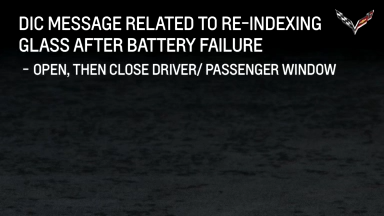 DIC MESSAGE RELATED TO RE-INDEXING
GLASS AFTER BATTERY FAILURE
- OPEN, THEN CLOSE DRIVER/ PASSENGER WINDOW